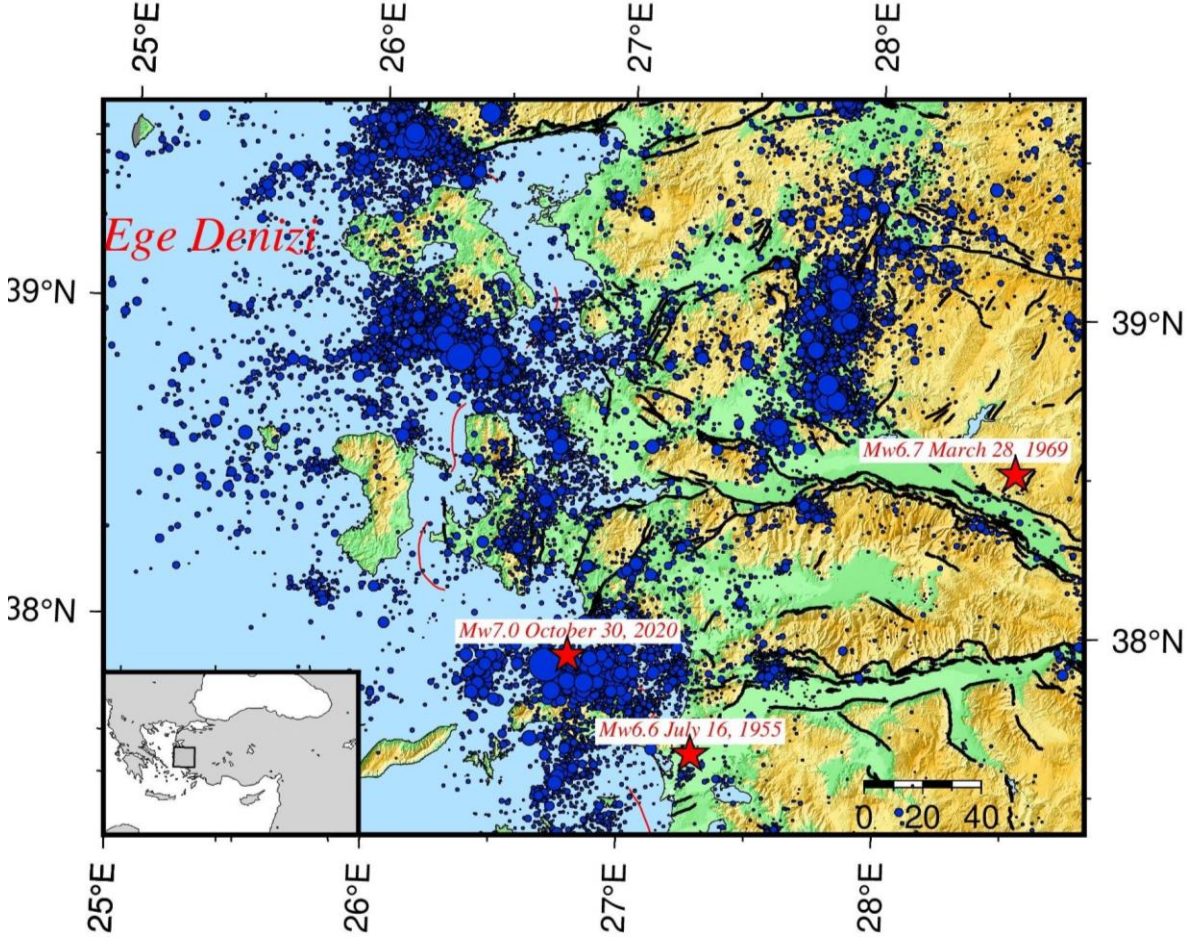 25°E
26°E
27°E
28°E
Ege Denizi
39°N
39°N
Mw6.7 March 28, 1969
38°N
38°N
Mw7.0 October 30, 2020
Mw6.6 July 16, 1955
0 20 40
25°E
26°E
27°E
28°E